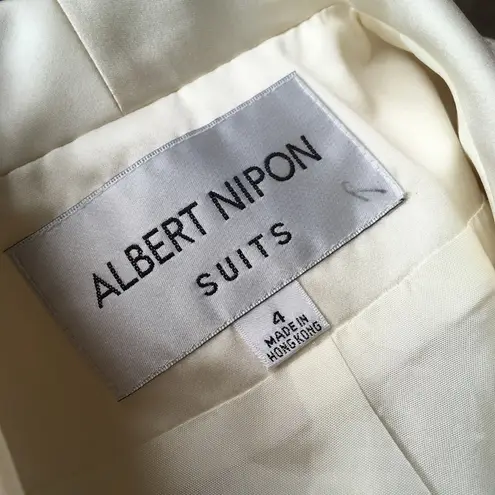 ALBERT NIPON
SUITS
4
MADE IN
HONG KONG